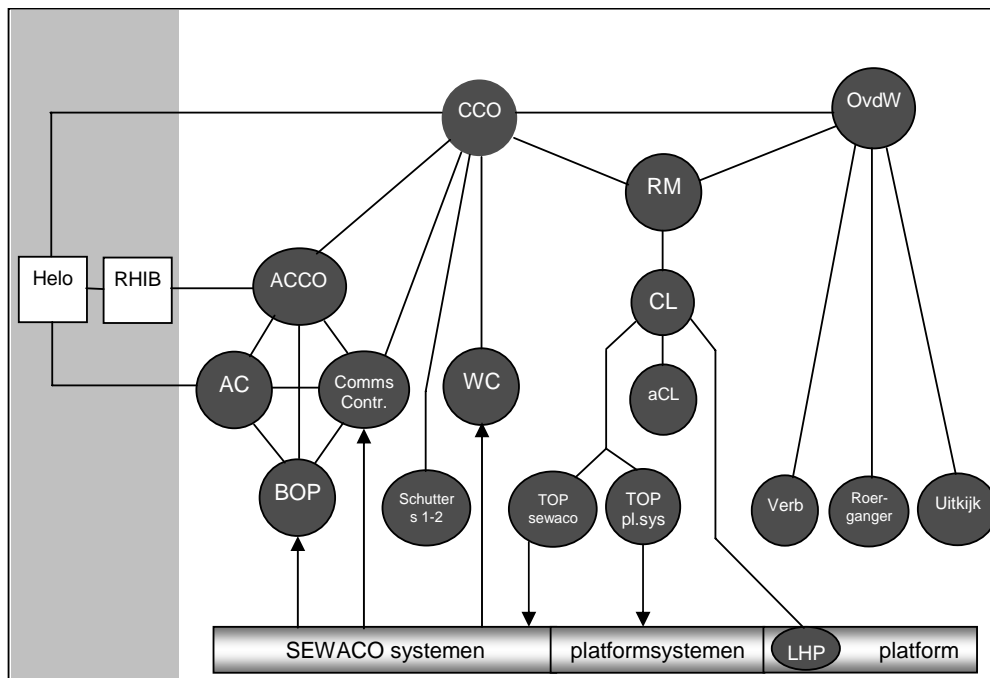 CCO
OvdW
RM
Helo
RHIB
ACCO
CL
AC
Comms
Contr.
WC
aCL
BOP
Schutter
s 1-2
TOP
sewaco
TOP
pl.sys
Verb
Roer-
ganger
Uitkijk
SEWACO systemen
platformsystemen
LHP
platform